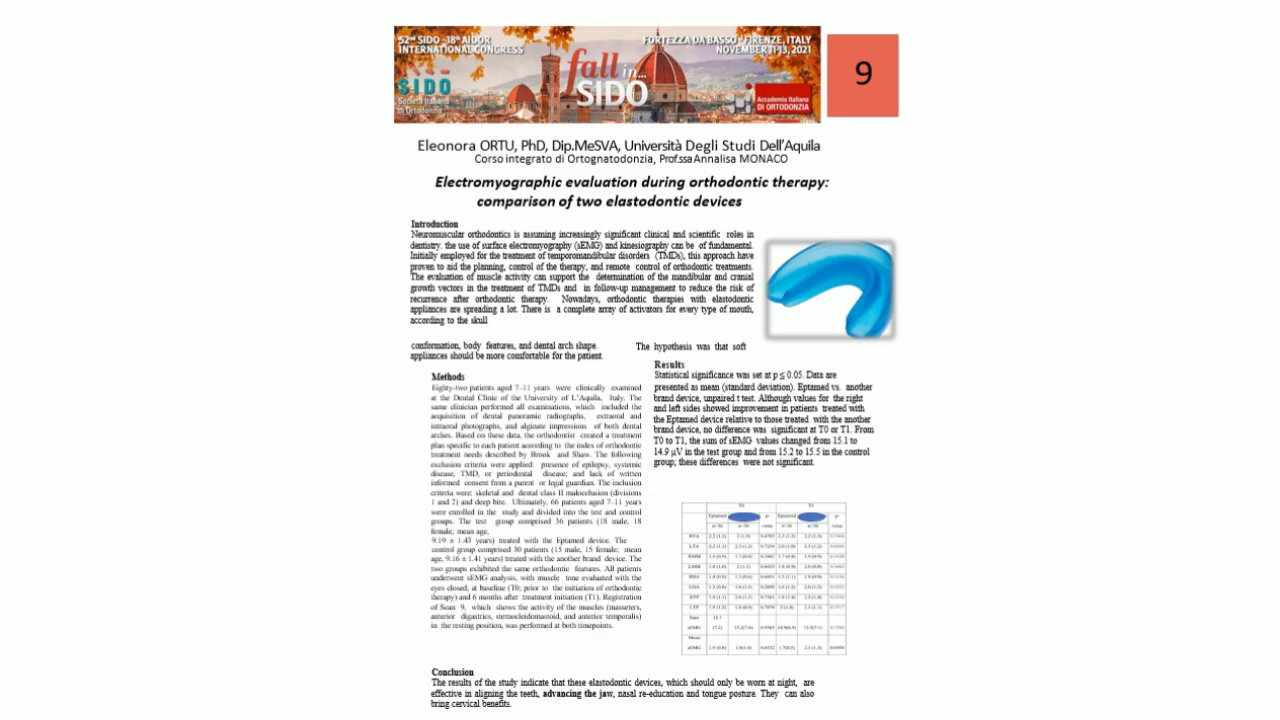 52nd SIDO -18th AIDOR
INTERNATIONAL CONGRESS
FORTEZZA DA BASSO - FIRENZE, ITALY
NOVEMBER 11-13, 2021
SIDO
Società Italiana
di Ortodonzia
fall in...
SIDO
Accademia Italiana
DI ORTODONZIA
9
Eleonora ORTU, PhD, Dip.MeSVA, Università Degli Studi Dell'Aquila
Corso integrato di Ortognatodonzia, Prof.ssa Annalisa MONACO
Electromyographic evaluation during orthodontic therapy:
comparison of two elastodontic devices
Introduction
Neuromuscular orthodontics is assuming increasingly significant clinical and scientific roles in
dentistry. the use of surface electromyography (sEMG) and kinesiography can be of fundamental.
Initially employed for the treatment of temporomandibular disorders (TMDs), this approach have
proven to aid the planning, control of the therapy, and remote control of orthodontic treatments.
The evaluation of muscle activity can support the determination of the mandibular and cranial
growth vectors in the treatment of TMDs and in follow-up management to reduce the risk of
recurrence after orthodontic therapy. Nowadays, orthodontic therapies with elastodontic
appliances are spreading a lot. There is a complete array of activators for every type of mouth,
according to the skull
conformation, body features, and dental arch shape. The hypothesis was that soft
appliances should be more comfortable for the patient.
Methods
Eighty-two patients aged 7–11 years were clinically examined
at the Dental Clinic of the University of L'Aquila, Italy. The
same clinician performed all examinations, which included the
acquisition of dental panoramic radiographs, extraoral and
intraoral photographs, and alginate impressions of both dental
arches. Based on these data, the orthodontist created a treatment
plan specific to each patient according to the index of orthodontic
treatment needs described by Brook and Shaw. The following
exclusion criteria were applied: presence of epilepsy, systemic
disease, TMD, or periodontal disease; and lack of written
informed consent from a parent or legal guardian. The inclusion
criteria were: skeletal and dental class II malocclusion (divisions
1 and 2) and deep bite. Ultimately, 66 patients aged 7–11 years
were enrolled in the study and divided into the test and control
groups. The test group comprised 36 patients (18 male, 18
female; mean age,
9.19 ± 1.43 years) treated with the Eptamed device. The
control group comprised 30 patients (15 male, 15 female; mean
age, 9.16 ± 1.41 years) treated with the another brand device. The
two groups exhibited the same orthodontic features. All patients
underwent sEMG analysis, with muscle tone evaluated with the
eyes closed, at baseline (T0; prior to the initiation of orthodontic
therapy) and 6 months after treatment initiation (T1). Registration
of Scan 9, which shows the activity of the muscles (masseters,
anterior digastrics, sternocleidomastoid, and anterior temporalis)
in the resting position, was performed at both timepoints.
Results
Statistical significance was set at p ≤ 0.05. Data are
presented as mean (standard deviation). Eptamed vs. another
brand device, unpaired t test. Although values for the right
and left sides showed improvement in patients treated with
the Eptamed device relative to those treated with the another
brand device, no difference was significant at T0 or T1. From
T0 to T1, the sum of sEMG values changed from 15.1 to
14.9 µV in the test group and from 15.2 to 15.5 in the control
group; these differences were not significant.
T0 T1
Eptamed p- Eptamed p-
value value
RTA
LTA
RMM
LMM
RDA
LDA
Sum
sEMG
Mean
sEMG
Conclusion
The results of the study indicate that these elastodontic devices, which should only be worn at night, are
effective in aligning the teeth, advancing the jaw, nasal re-education and tongue posture. They can also
bring cervical benefits.